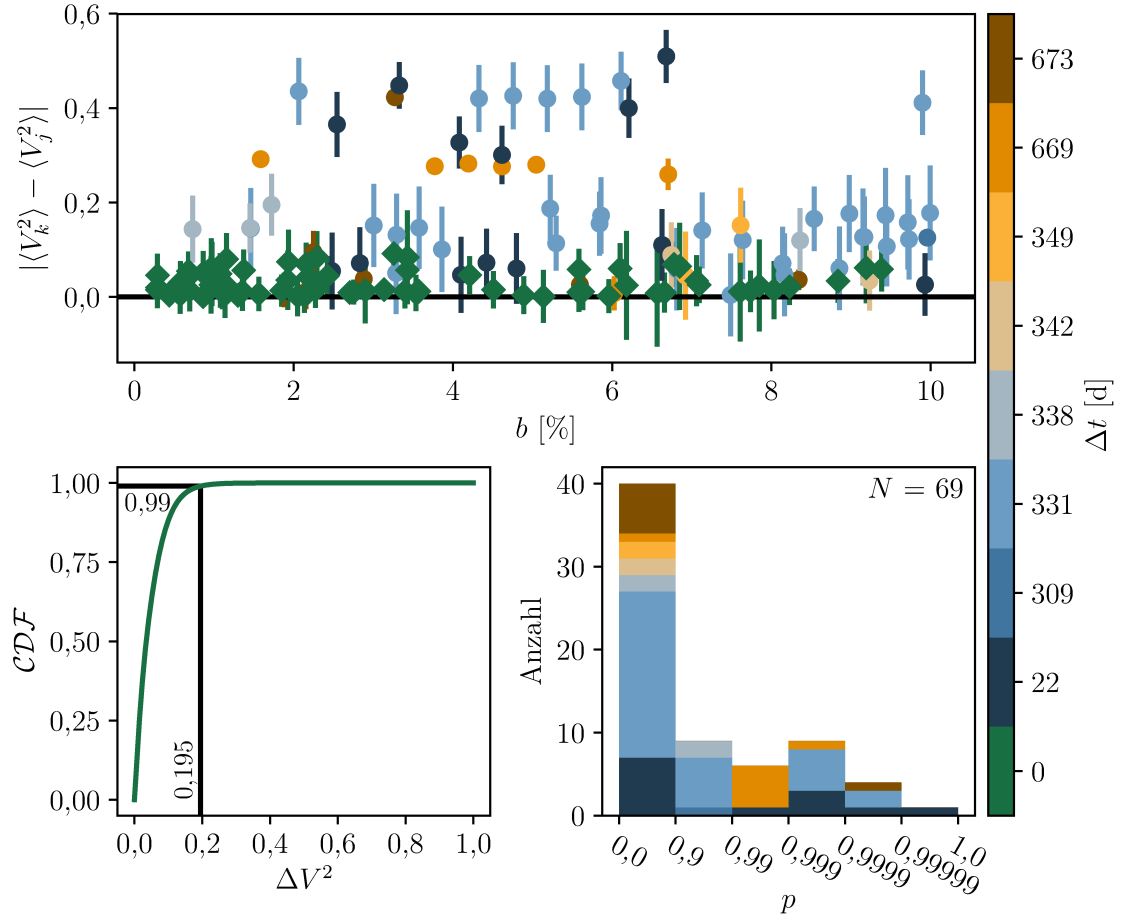 0,6
0,4
0,2
0,0
|⟨V_k^2⟩ − ⟨V_j^2⟩|
0 2 4 6 8 10
b [%]
673
669
349
342
338
331
309
22
0
Δt [d]
1,00
0,75
0,50
0,25
0,00
CDF
0,99
0,195
0,0 0,2 0,4 0,6 0,8 1,0
ΔV^2
40
30
20
10
0
Anzahl
N = 69
0,0 0,9 0,99 0,999 0,9999 0,99999 1,0
p